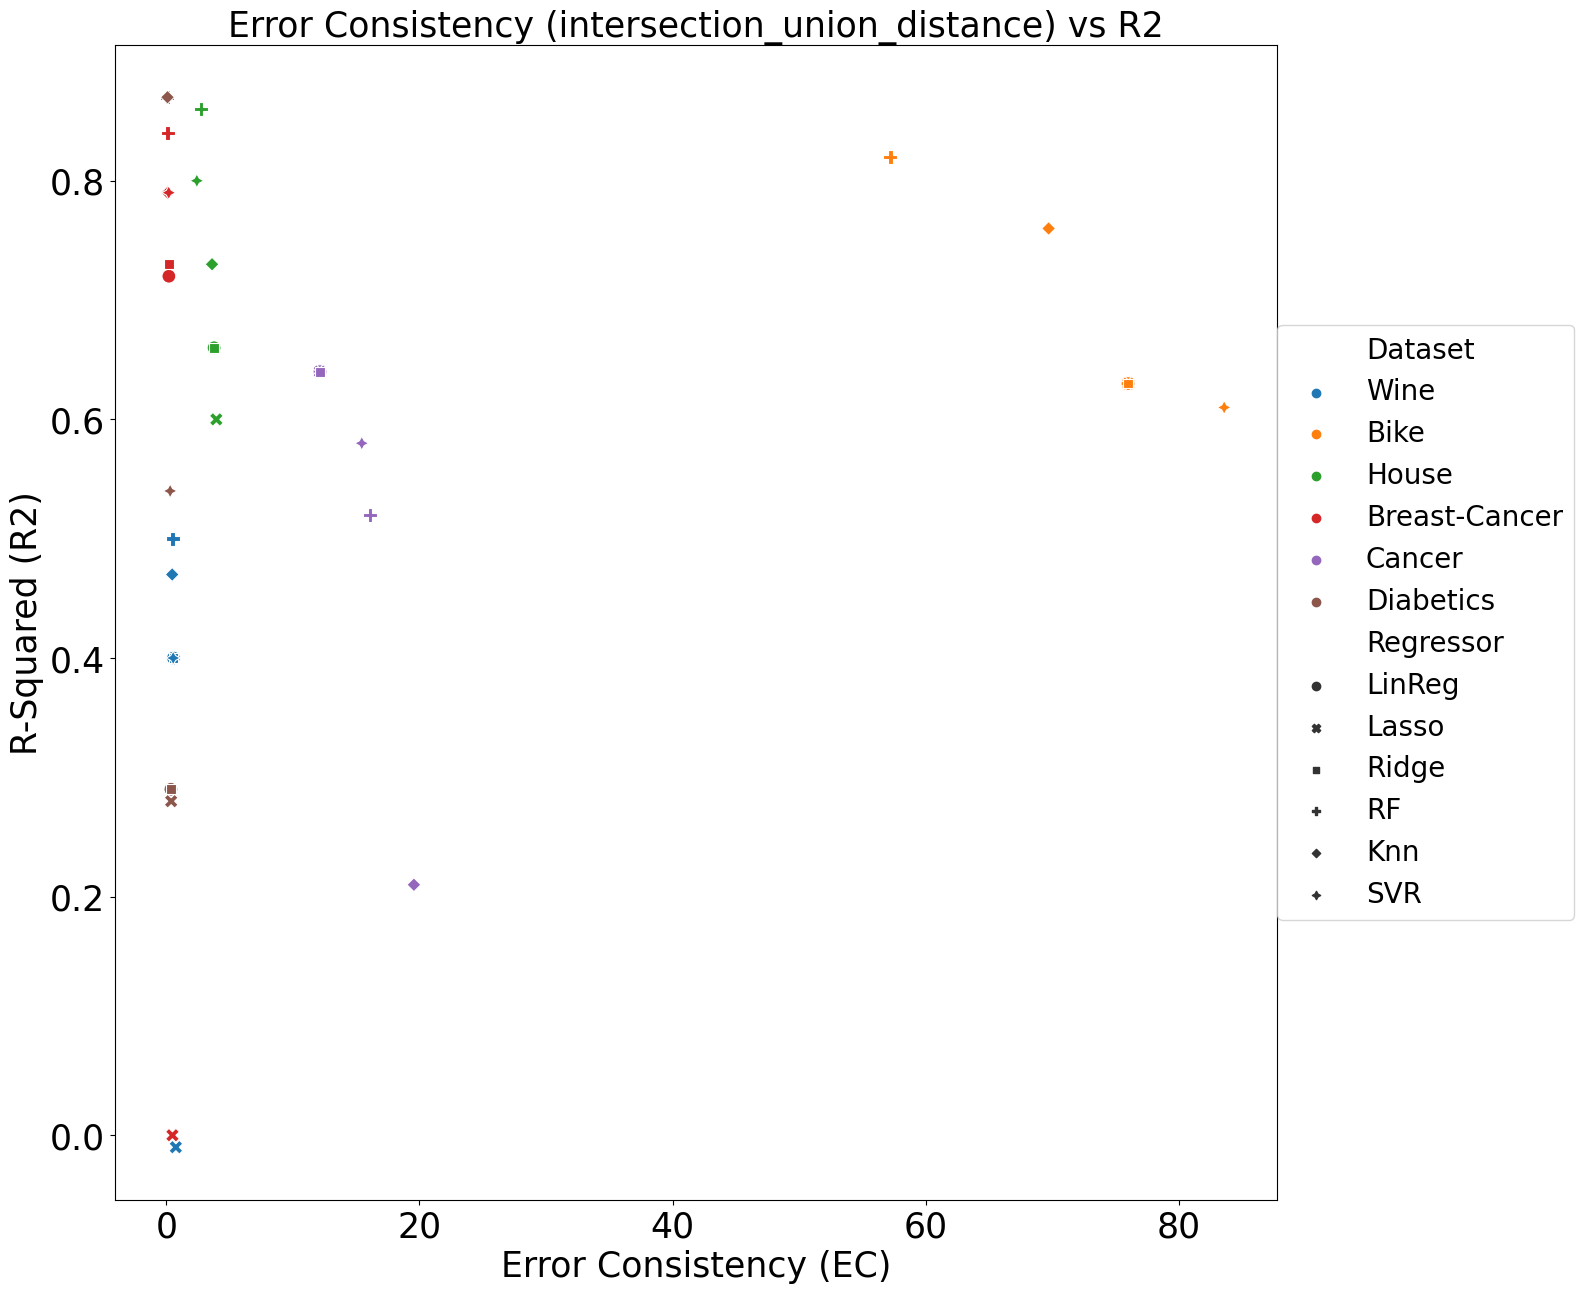 Error Consistency (intersection_union_distance) vs R2
R-Squared (R2)
0.8
0.6
0.4
0.2
0.0
0
20
40
60
80
Error Consistency (EC)
Dataset
Wine
Bike
House
Breast-Cancer
Cancer
Diabetics
Regressor
LinReg
Lasso
Ridge
RF
Knn
SVR